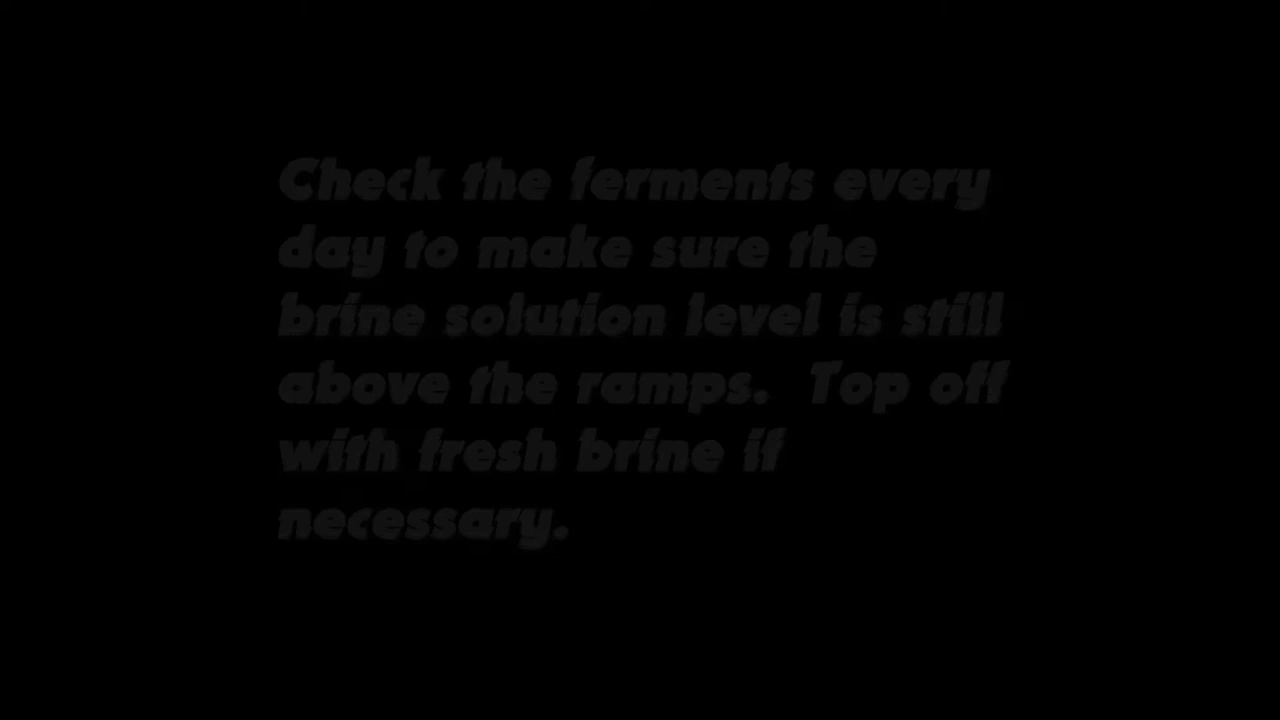 Check the ferments every
day to make sure the
brine solution level is still
above the ramps.  Top off
with fresh brine if
necessary.